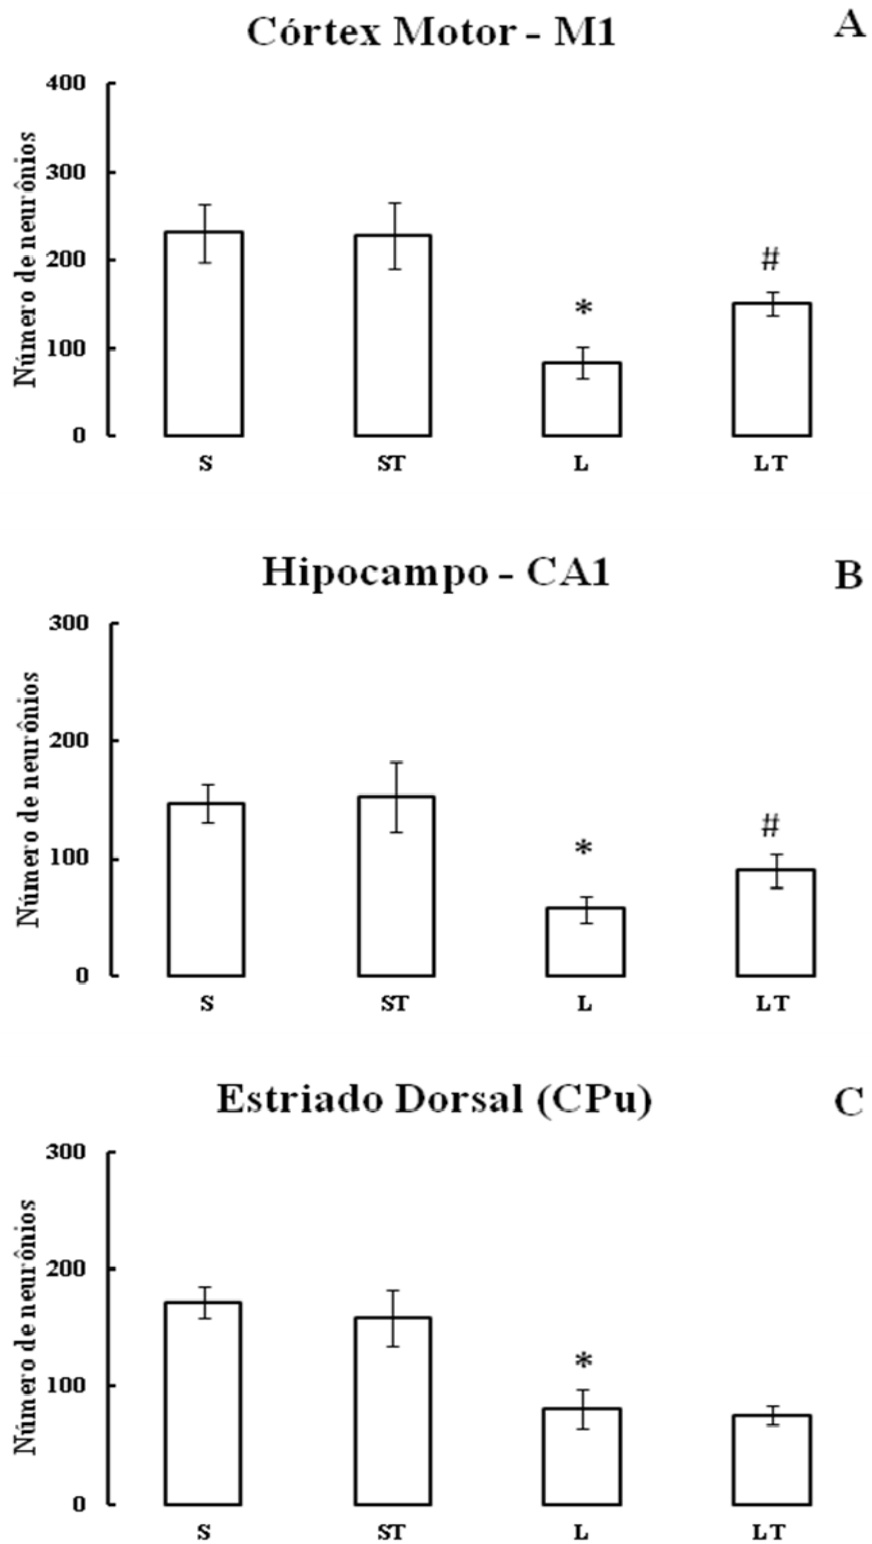 Córtex Motor - M1
A
Número de neurônios
400
300
200
100
0
*
#
S ST L LT
Hipocampo - CA1
B
Número de neurônios
300
200
100
0
*
#
S ST L LT
Estriado Dorsal (CPu)
C
Número de neurônios
300
200
100
0
*
S ST L LT